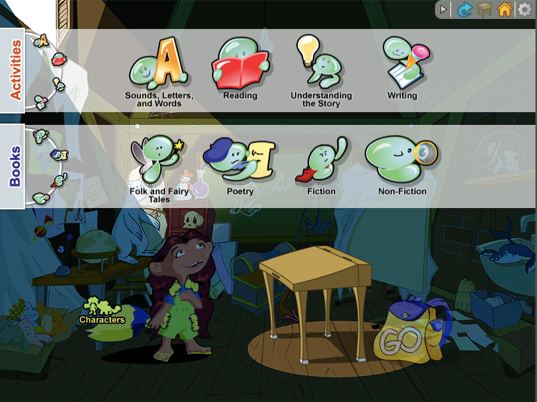 Activities
Sounds, Letters,
and Words
Reading
Understanding
the Story
Writing
Books
Folk and Fairy
Tales
Poetry
Fiction
Non-Fiction
Characters
GO